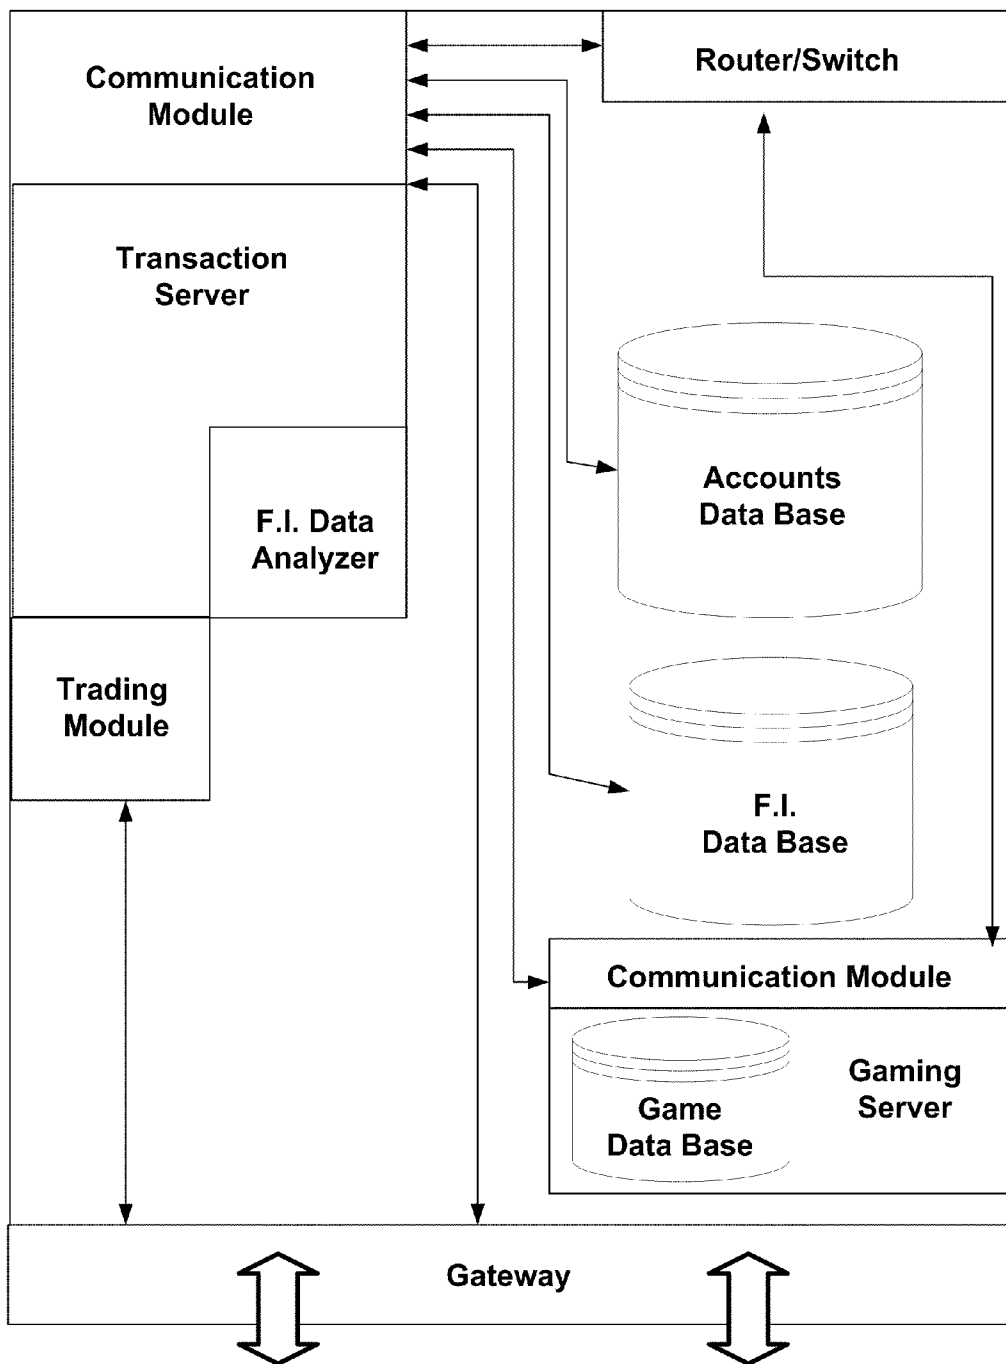 Communication
Module
Router/Switch
Transaction
Server
Accounts
Data Base
F.I. Data
Analyzer
Trading
Module
F.I.
Data Base
Communication Module
Gaming
Server
Game
Data Base
Gateway